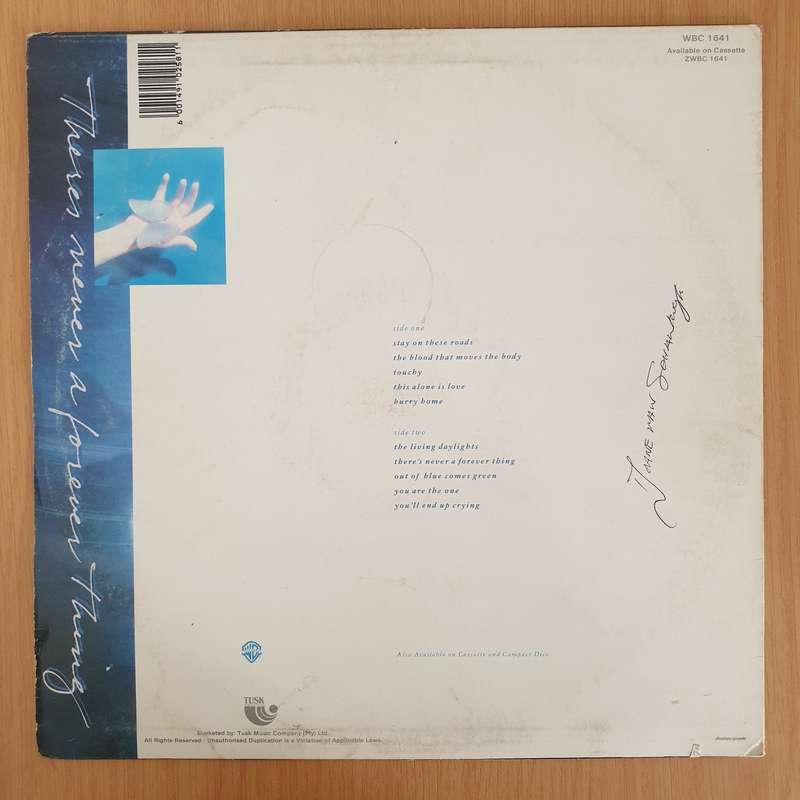 WBC 1641
Available on Cassette
ZWBC 1641
6 001491 025811
Theres never a forever thing
side one
stay on these roads
the blood that moves the body
touchy
this alone is love
hurry home
side two
the living daylights
there's never a forever thing
out of blue comes green
you are the one
you'll end up crying
Also Available on Cassette and Compact Disc
TUSK
Marketed by: Tusk Music Company (Pty) Ltd.
All Rights Reserved - Unauthorised Duplication is a Violation of Applicable Laws.